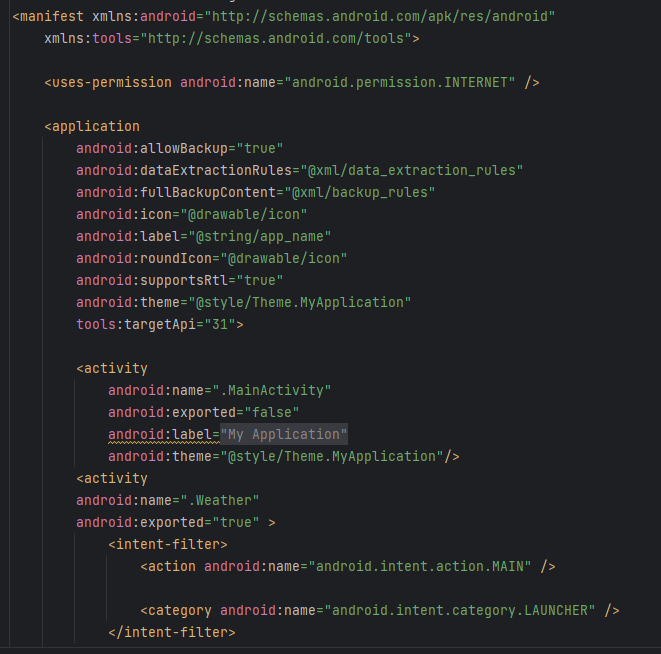 <manifest xmlns:android="http://schemas.android.com/apk/res/android"
    xmlns:tools="http://schemas.android.com/tools">

    <uses-permission android:name="android.permission.INTERNET" />

    <application
        android:allowBackup="true"
        android:dataExtractionRules="@xml/data_extraction_rules"
        android:fullBackupContent="@xml/backup_rules"
        android:icon="@drawable/icon"
        android:label="@string/app_name"
        android:roundIcon="@drawable/icon"
        android:supportsRtl="true"
        android:theme="@style/Theme.MyApplication"
        tools:targetApi="31">

        <activity
            android:name=".MainActivity"
            android:exported="false"
            android:label="My Application"
            android:theme="@style/Theme.MyApplication"/>
        <activity
        android:name=".Weather"
        android:exported="true" >
            <intent-filter>
                <action android:name="android.intent.action.MAIN" />

                <category android:name="android.intent.category.LAUNCHER" />
            </intent-filter>